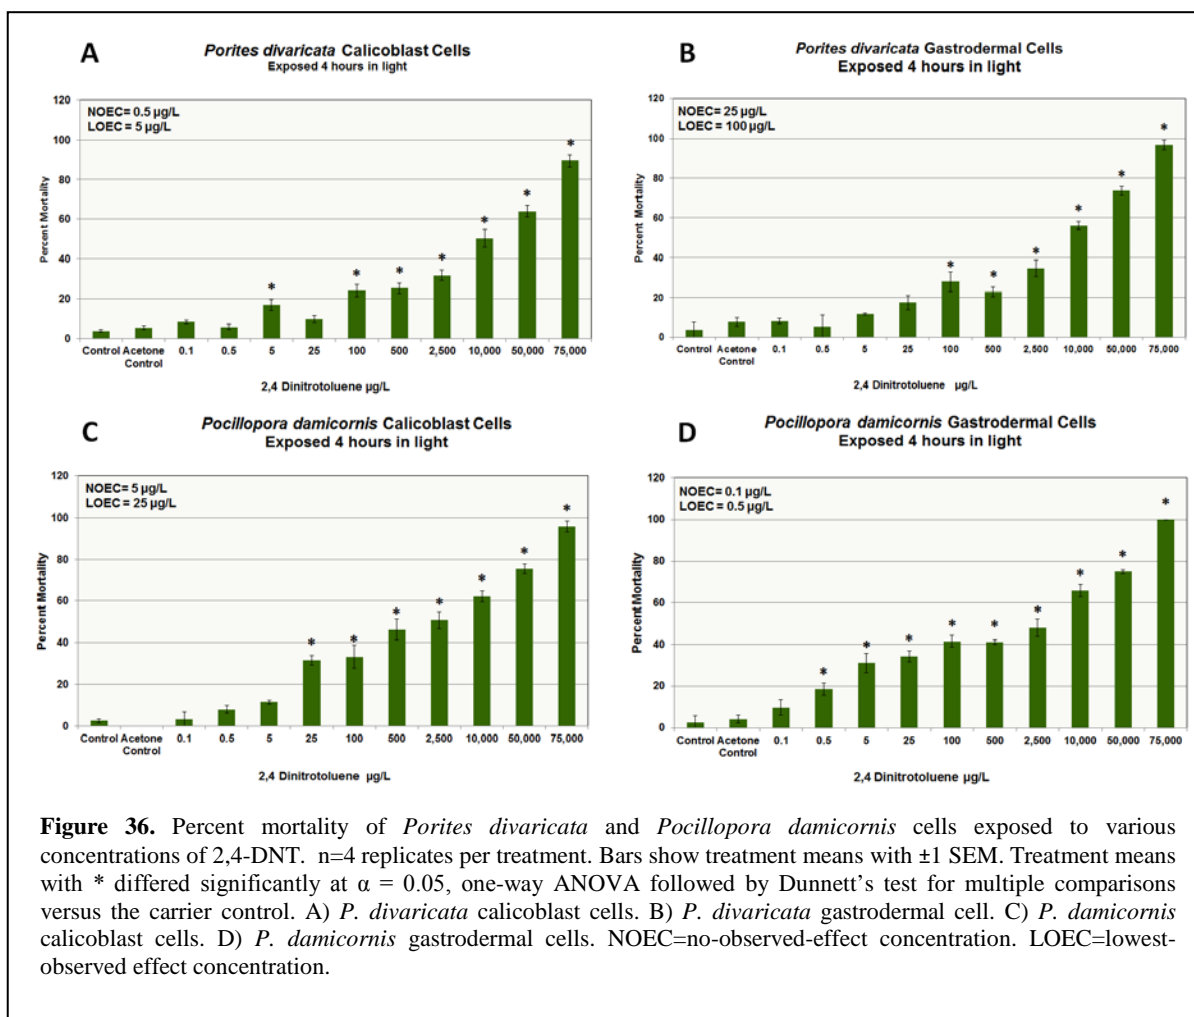 A
Porites divaricata Calicoblast Cells
Exposed 4 hours in light
NOEC= 0.5 µg/L
LOEC = 5 µg/L
120
100
80
60
40
20
0
Percent Mortality
* * * * * * *
Control Acetone Control 0.1 0.5 5 25 100 500 2,500 10,000 50,000 75,000
2,4 Dinitrotoluene µg/L
B
Porites divaricata Gastrodermal Cells
Exposed 4 hours in light
NOEC= 25 µg/L
LOEC = 100 µg/L
120
100
80
60
40
20
0
Percent Mortality
* * * * * *
Control Acetone Control 0.1 0.5 5 25 100 500 2,500 10,000 50,000 75,000
2,4 Dinitrotoluene µg/L
C
Pocillopora damicornis Calicoblast Cells
Exposed 4 hours in light
NOEC= 5 µg/L
LOEC = 25 µg/L
120
100
80
60
40
20
0
Percent Mortality
* * * * * * *
Control Acetone Control 0.1 0.5 5 25 100 500 2,500 10,000 50,000 75,000
2,4 Dinitrotoluene µg/L
D
Pocillopora damicornis Gastrodermal Cells
Exposed 4 hours in light
NOEC= 0.1 µg/L
LOEC = 0.5 µg/L
120
100
80
60
40
20
0
Percent Mortality
* * * * * * * * *
Control Acetone Control 0.1 0.5 5 25 100 500 2,500 10,000 50,000 75,000
2,4 Dinitrotoluene µg/L
Figure 36. Percent mortality of Porites divaricata and Pocillopora damicornis cells exposed to various
concentrations of 2,4-DNT. n=4 replicates per treatment. Bars show treatment means with ±1 SEM. Treatment means
with * differed significantly at α = 0.05, one-way ANOVA followed by Dunnett's test for multiple comparisons
versus the carrier control. A) P. divaricata calicoblast cells. B) P. divaricata gastrodermal cell. C) P. damicornis
calicoblast cells. D) P. damicornis gastrodermal cells. NOEC=no-observed-effect concentration. LOEC=lowest-
observed effect concentration.